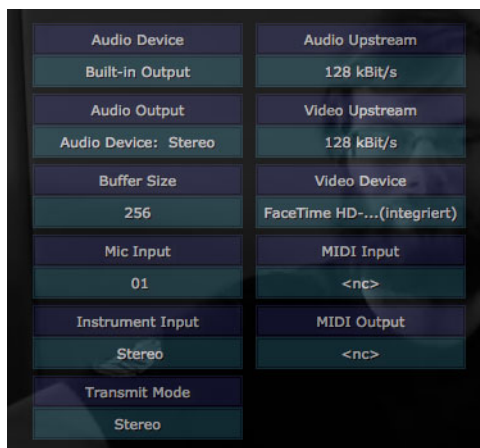 Audio Device
Built-in Output
Audio Output
Audio Device: Stereo
Buffer Size
256
Mic Input
01
Instrument Input
Stereo
Transmit Mode
Stereo
Audio Upstream
128 kBit/s
Video Upstream
128 kBit/s
Video Device
FaceTime HD-...(integriert)
MIDI Input
<nc>
MIDI Output
<nc>